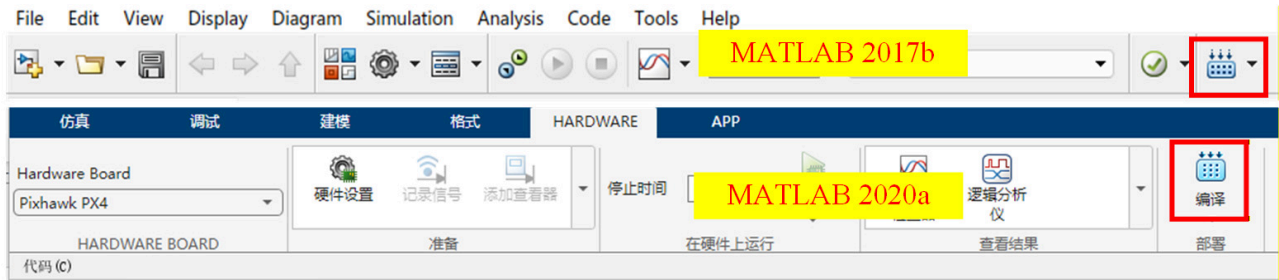 File Edit View Display Diagram Simulation Analysis Code Tools Help
MATLAB 2017b
仿真 调试 建模 格式 HARDWARE APP
Hardware Board
Pixhawk PX4
硬件设置 记录信号 添加查看器
停止时间
MATLAB 2020a
逻辑分析
仪
编译
HARDWARE BOARD 准备 在硬件上运行 查看结果 部署
代码 (C)